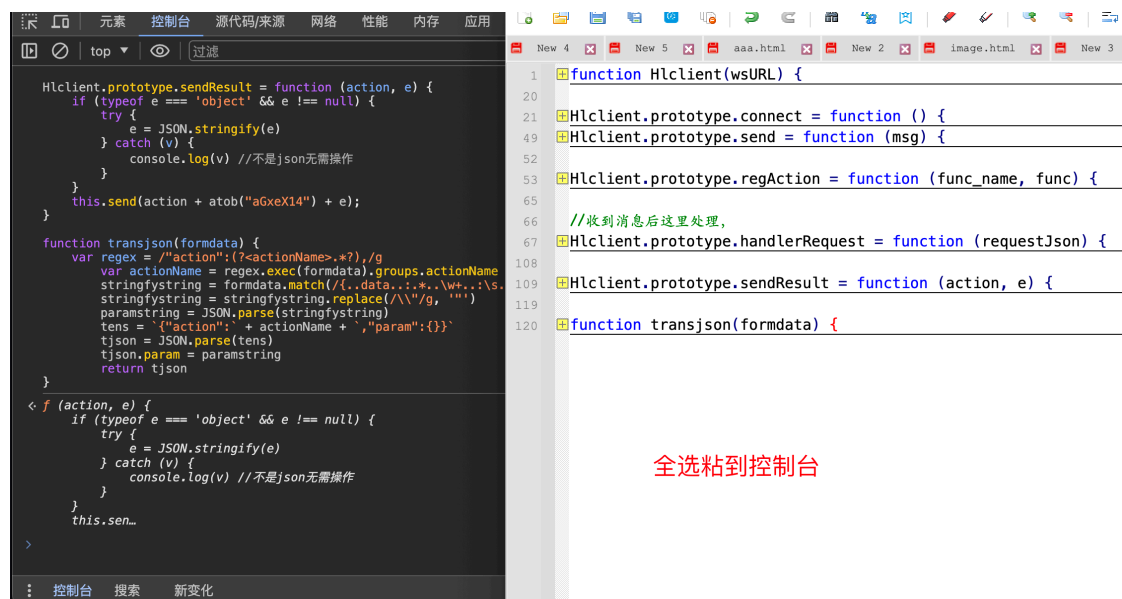 元素 控制台 源代码/来源 网络 性能 内存 应用
top ▼ 过滤
Hlclient.prototype.sendResult = function (action, e) {
if (typeof e === 'object' && e !== null) {
try {
e = JSON.stringify(e)
} catch (v) {
console.log(v) //不是json无需操作
}
}
this.send(action + atob("aGxeX14") + e);
}
function transjson(formdata) {
var regex = /"action":(?<actionName>.*?),/g
var actionName = regex.exec(formdata).groups.actionName
stringfystring = formdata.match(/{..data..:.*..\w+..:\s.
stringfystring = stringfystring.replace(/\\"/g, '"')
paramstring = JSON.parse(stringfystring)
tens = `{"action":` + actionName + `,"param":{}}`
tjson = JSON.parse(tens)
tjson.param = paramstring
return tjson
}
f (action, e) {
if (typeof e === 'object' && e !== null) {
try {
e = JSON.stringify(e)
} catch (v) {
console.log(v) //不是json无需操作
}
}
this.sen…
>
控制台 搜索 新变化
New 4 New 5 aaa.html New 2 image.html New 3
1 function Hlclient(wsURL) {
20
21 Hlclient.prototype.connect = function () {
49 Hlclient.prototype.send = function (msg) {
52
53 Hlclient.prototype.regAction = function (func_name, func) {
65
66 //收到消息后这里处理,
67 Hlclient.prototype.handlerRequest = function (requestJson) {
108
109 Hlclient.prototype.sendResult = function (action, e) {
119
120 function transjson(formdata) {
全选粘到控制台